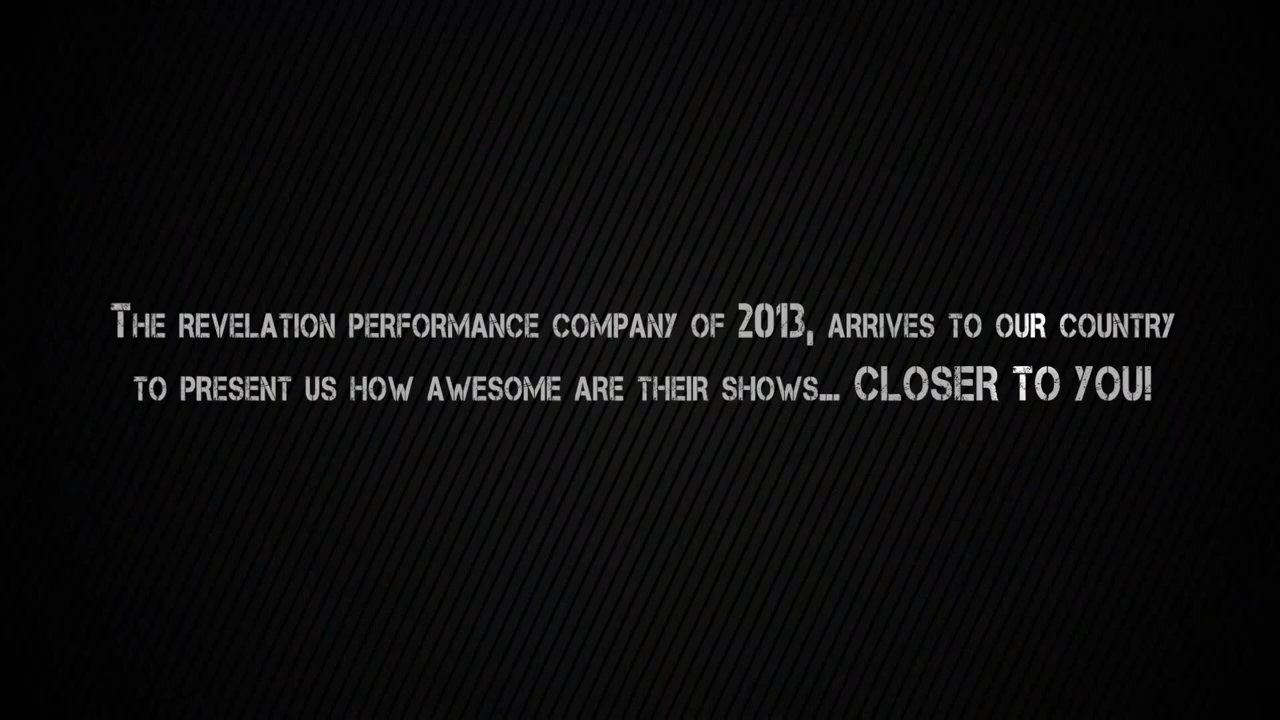 The revelation performance company of 2013, arrives to our country
to present us how awesome are their shows... CLOSER TO YOU!